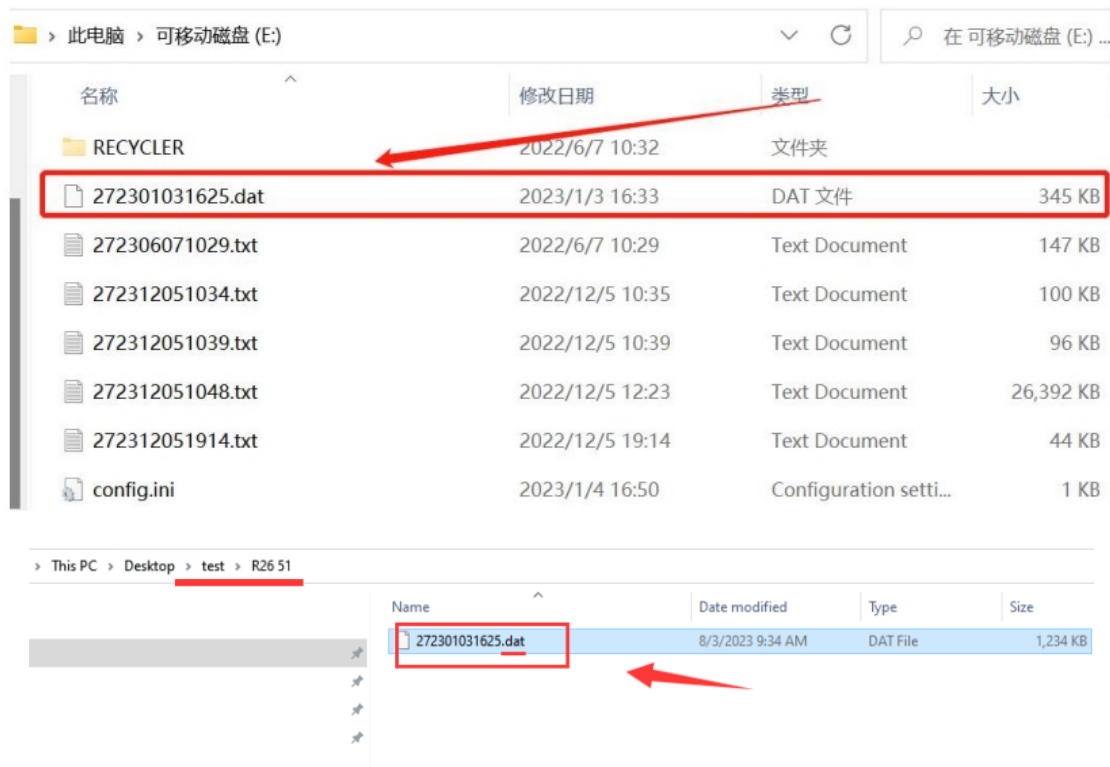 此电脑 › 可移动磁盘 (E:) 在 可移动磁盘 (E:) ...
名称 修改日期 类型 大小
RECYCLER 2022/6/7 10:32 文件夹
272301031625.dat 2023/1/3 16:33 DAT 文件 345 KB
272306071029.txt 2022/6/7 10:29 Text Document 147 KB
272312051034.txt 2022/12/5 10:35 Text Document 100 KB
272312051039.txt 2022/12/5 10:39 Text Document 96 KB
272312051048.txt 2022/12/5 12:23 Text Document 26,392 KB
272312051914.txt 2022/12/5 19:14 Text Document 44 KB
config.ini 2023/1/4 16:50 Configuration setti... 1 KB
› This PC › Desktop › test › R26 51
Name Date modified Type Size
272301031625.dat 8/3/2023 9:34 AM DAT File 1,234 KB